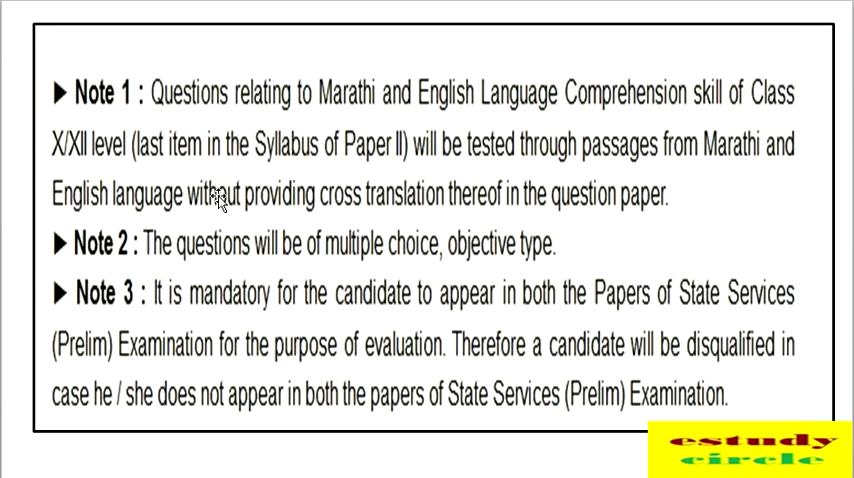 ▶ Note 1 : Questions relating to Marathi and English Language Comprehension skill of Class
X/XII level (last item in the Syllabus of Paper II) will be tested through passages from Marathi and
English language without providing cross translation thereof in the question paper.
▶ Note 2 : The questions will be of multiple choice, objective type.
▶ Note 3 : It is mandatory for the candidate to appear in both the Papers of State Services
(Prelim) Examination for the purpose of evaluation. Therefore a candidate will be disqualified in
case he / she does not appear in both the papers of State Services (Prelim) Examination.
estudy
circle